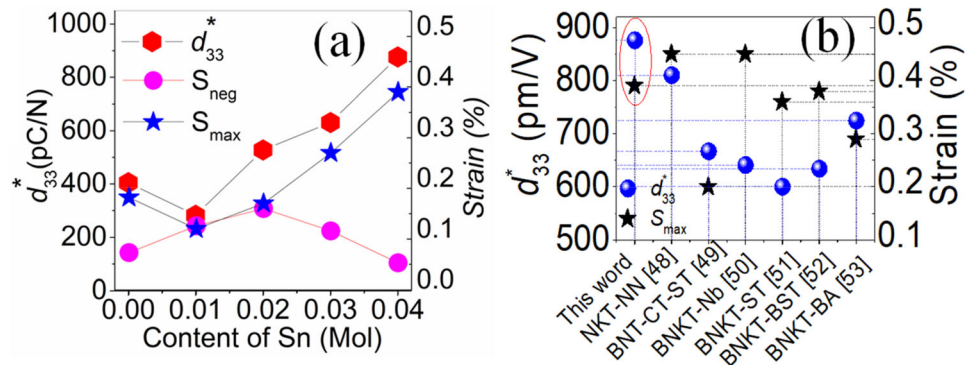 (a)
d*33
Sneg
Smax
1000
800
600
400
200
0
d*33(pC/N)
0.5
0.4
0.3
0.2
0.1
0.0
Strain (%)
0.00 0.01 0.02 0.03 0.04
Content of Sn (Mol)
(b)
900
800
700
600
500
d*33 (pm/V)
d*33
Smax
0.5
0.4
0.3
0.2
0.1
Strain (%)
This word
NKT-NN [48]
BNT-CT-ST [49]
BNKT-Nb [50]
BNKT-ST [51]
BNKT-BST [52]
BNKT-BA [53]